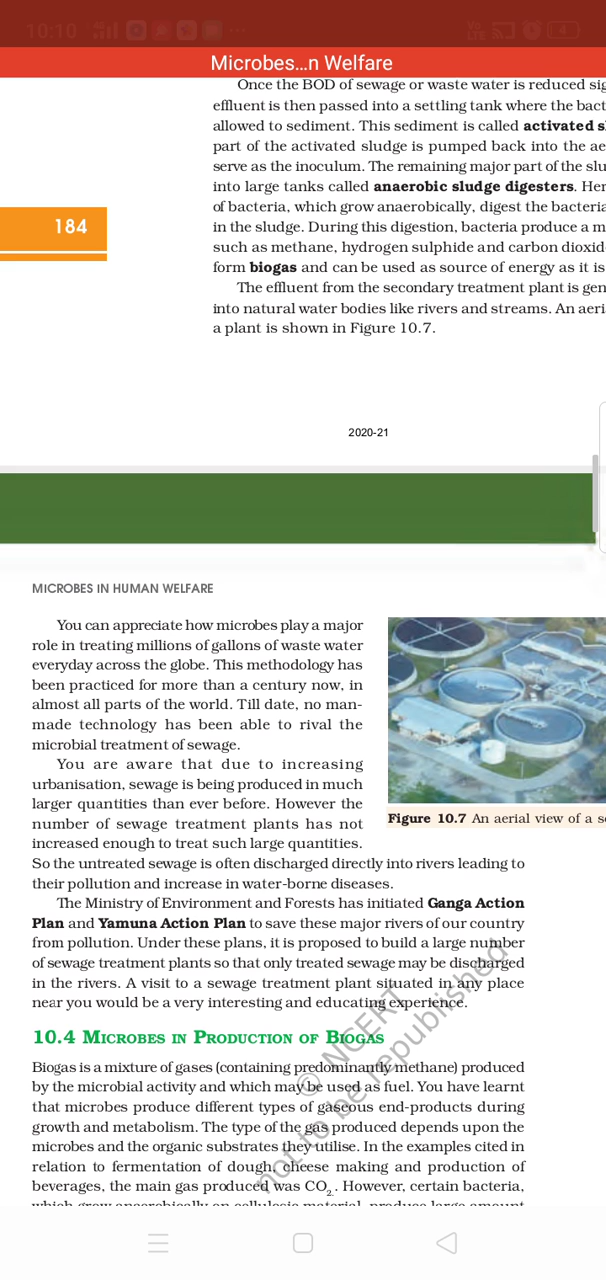 10:10
Microbes...n Welfare
Once the BOD of sewage or waste water is reduced sig
effluent is then passed into a settling tank where the bact
allowed to sediment. This sediment is called activated s
part of the activated sludge is pumped back into the ae
serve as the inoculum. The remaining major part of the slu
into large tanks called anaerobic sludge digesters. Her
of bacteria, which grow anaerobically, digest the bacteria
184
in the sludge. During this digestion, bacteria produce a m
such as methane, hydrogen sulphide and carbon dioxid
form biogas and can be used as source of energy as it is
The effluent from the secondary treatment plant is gen
into natural water bodies like rivers and streams. An aeri
a plant is shown in Figure 10.7.
2020-21
MICROBES IN HUMAN WELFARE
You can appreciate how microbes play a major
role in treating millions of gallons of waste water
everyday across the globe. This methodology has
been practiced for more than a century now, in
almost all parts of the world. Till date, no man-
made technology has been able to rival the
microbial treatment of sewage.
You are aware that due to increasing
urbanisation, sewage is being produced in much
larger quantities than ever before. However the
number of sewage treatment plants has not
increased enough to treat such large quantities.
Figure 10.7 An aerial view of a s
So the untreated sewage is often discharged directly into rivers leading to
their pollution and increase in water-borne diseases.
The Ministry of Environment and Forests has initiated Ganga Action
Plan and Yamuna Action Plan to save these major rivers of our country
from pollution. Under these plans, it is proposed to build a large number
of sewage treatment plants so that only treated sewage may be discharged
in the rivers. A visit to a sewage treatment plant situated in any place
near you would be a very interesting and educating experience.
10.4 MICROBES IN PRODUCTION OF BIOGAS
Biogas is a mixture of gases (containing predominantly methane) produced
by the microbial activity and which may be used as fuel. You have learnt
that microbes produce different types of gaseous end-products during
growth and metabolism. The type of the gas produced depends upon the
microbes and the organic substrates they utilise. In the examples cited in
relation to fermentation of dough, cheese making and production of
beverages, the main gas produced was CO2. However, certain bacteria,
which grow anaerobically on cellulosic material, produce large amount
© NCERT
not to be republished